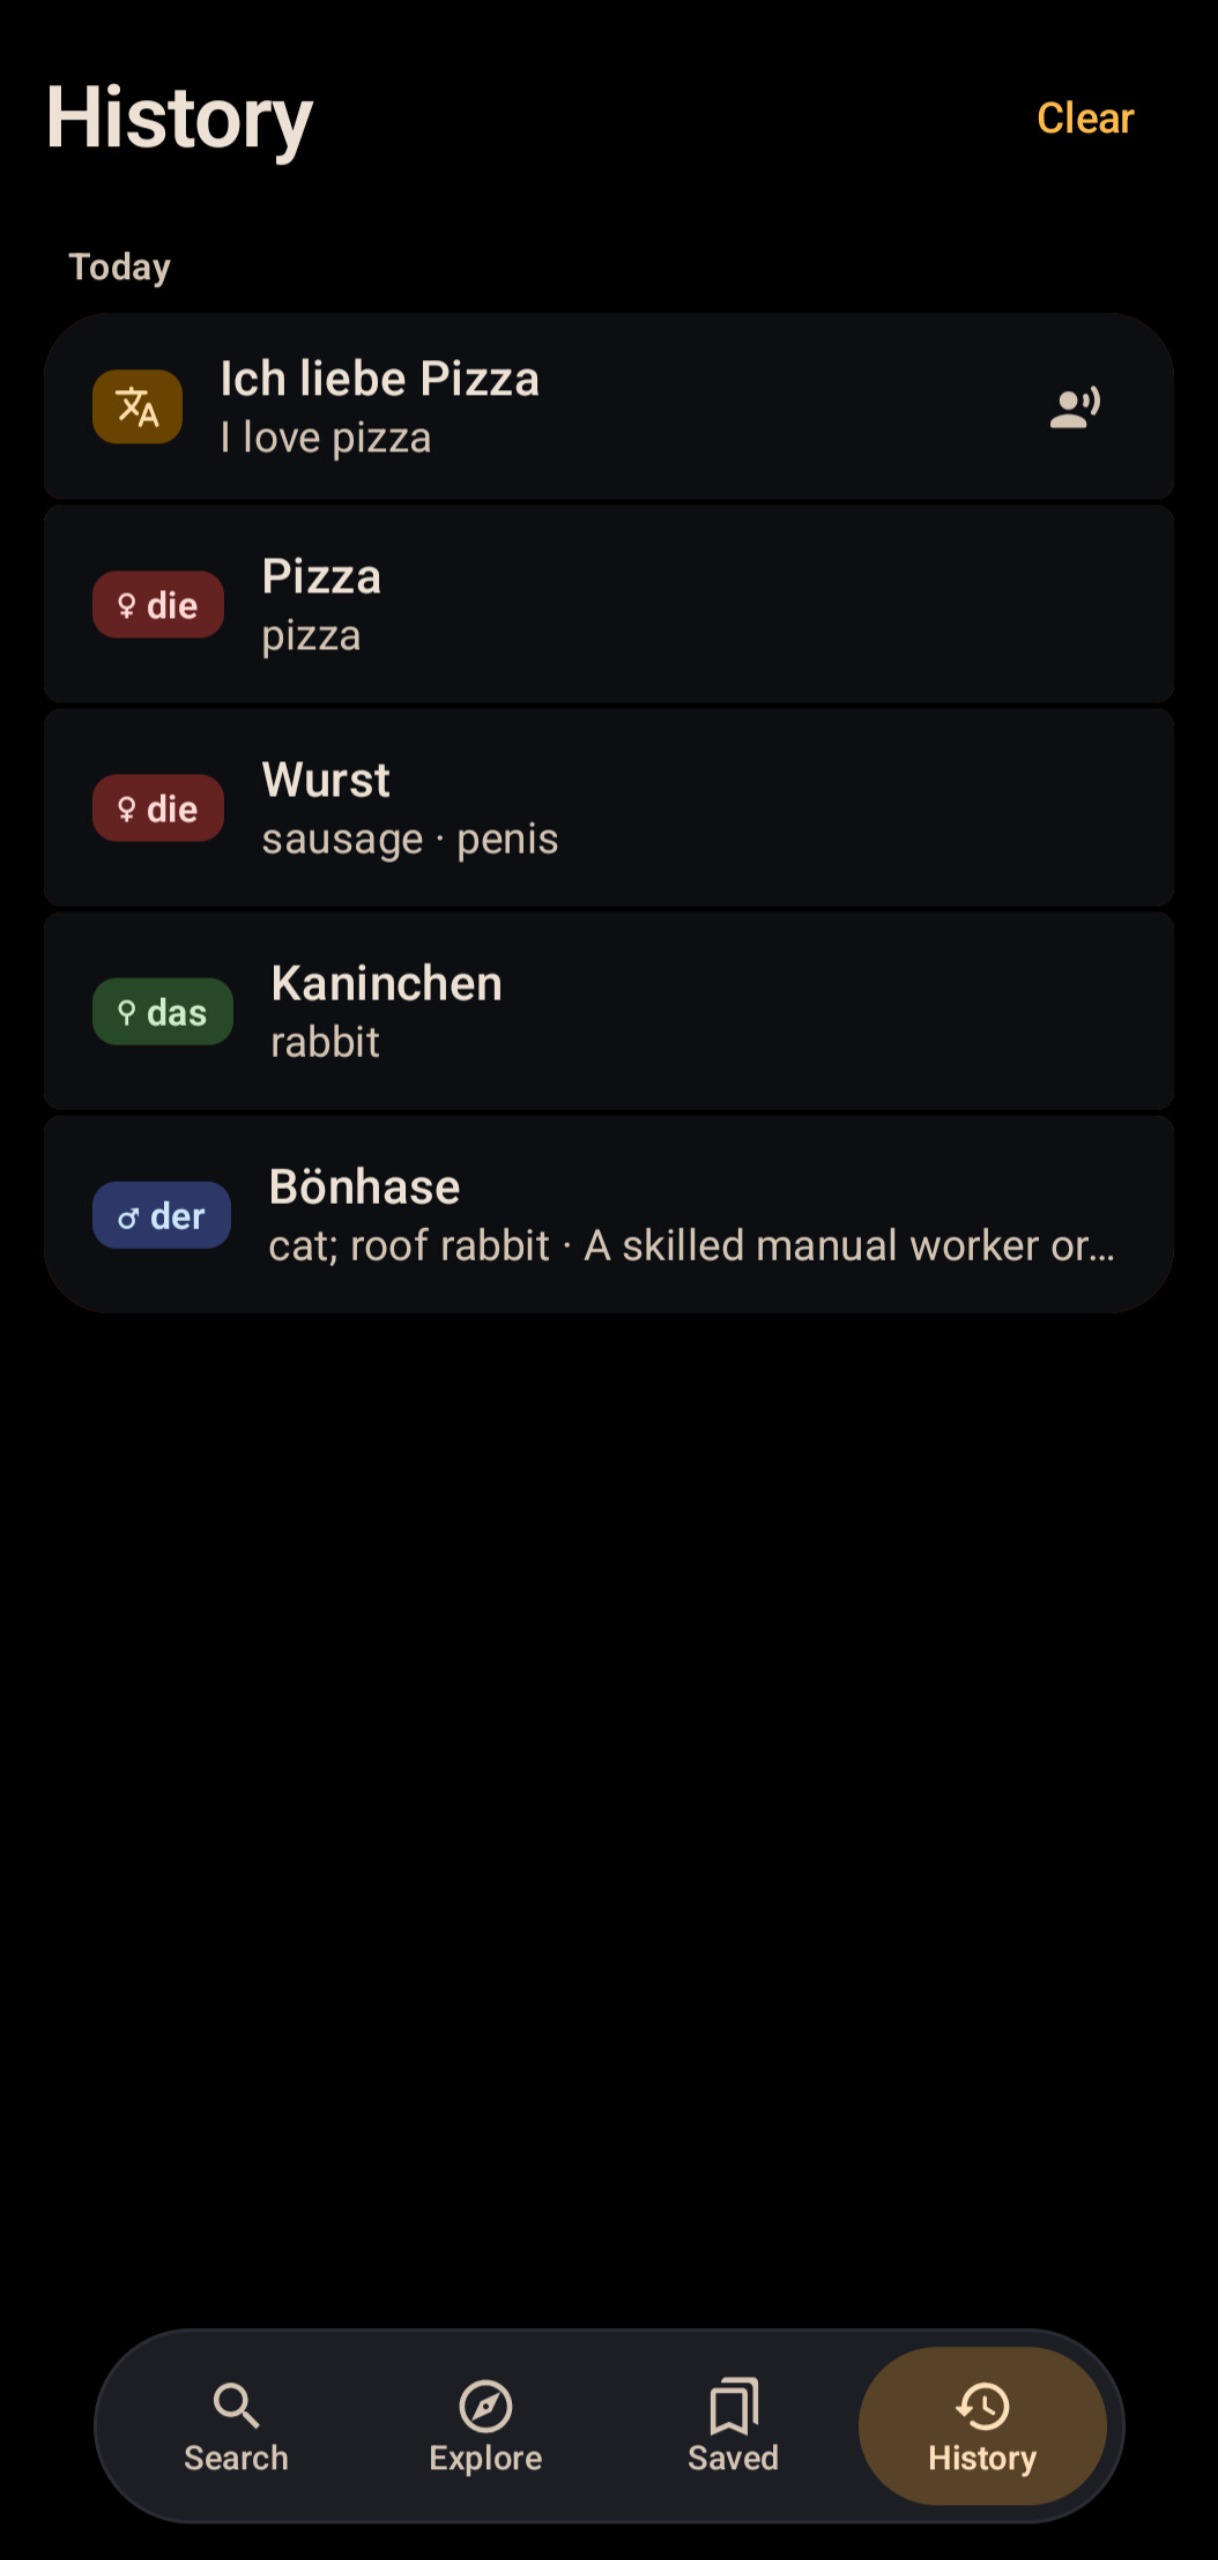 History
Clear
Today
Ich liebe Pizza
I love pizza
♀ die
Pizza
pizza
♀ die
Wurst
sausage · penis
⚲ das
Kaninchen
rabbit
♂ der
Bönhase
cat; roof rabbit · A skilled manual worker or…
Search
Explore
Saved
History